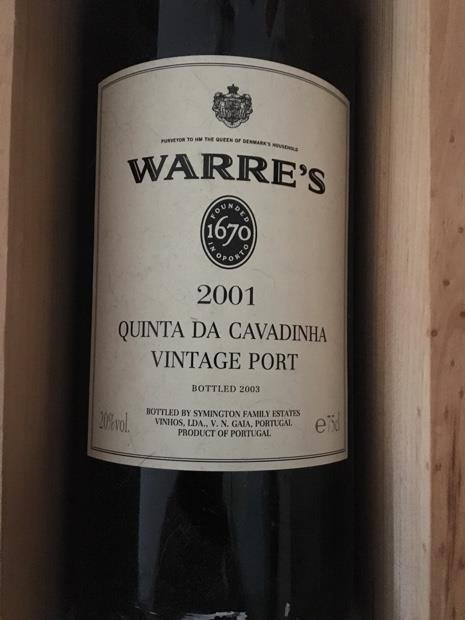 PURVEYOR TO HM THE QUEEN OF DENMARK'S HOUSEHOLD
WARRE'S
FOUNDED
1670
IN OPORTO
2001
QUINTA DA CAVADINHA
VINTAGE PORT
BOTTLED 2003
20%vol.
BOTTLED BY SYMINGTON FAMILY ESTATES
VINHOS, LDA., V. N. GAIA, PORTUGAL
PRODUCT OF PORTUGAL
e75cl